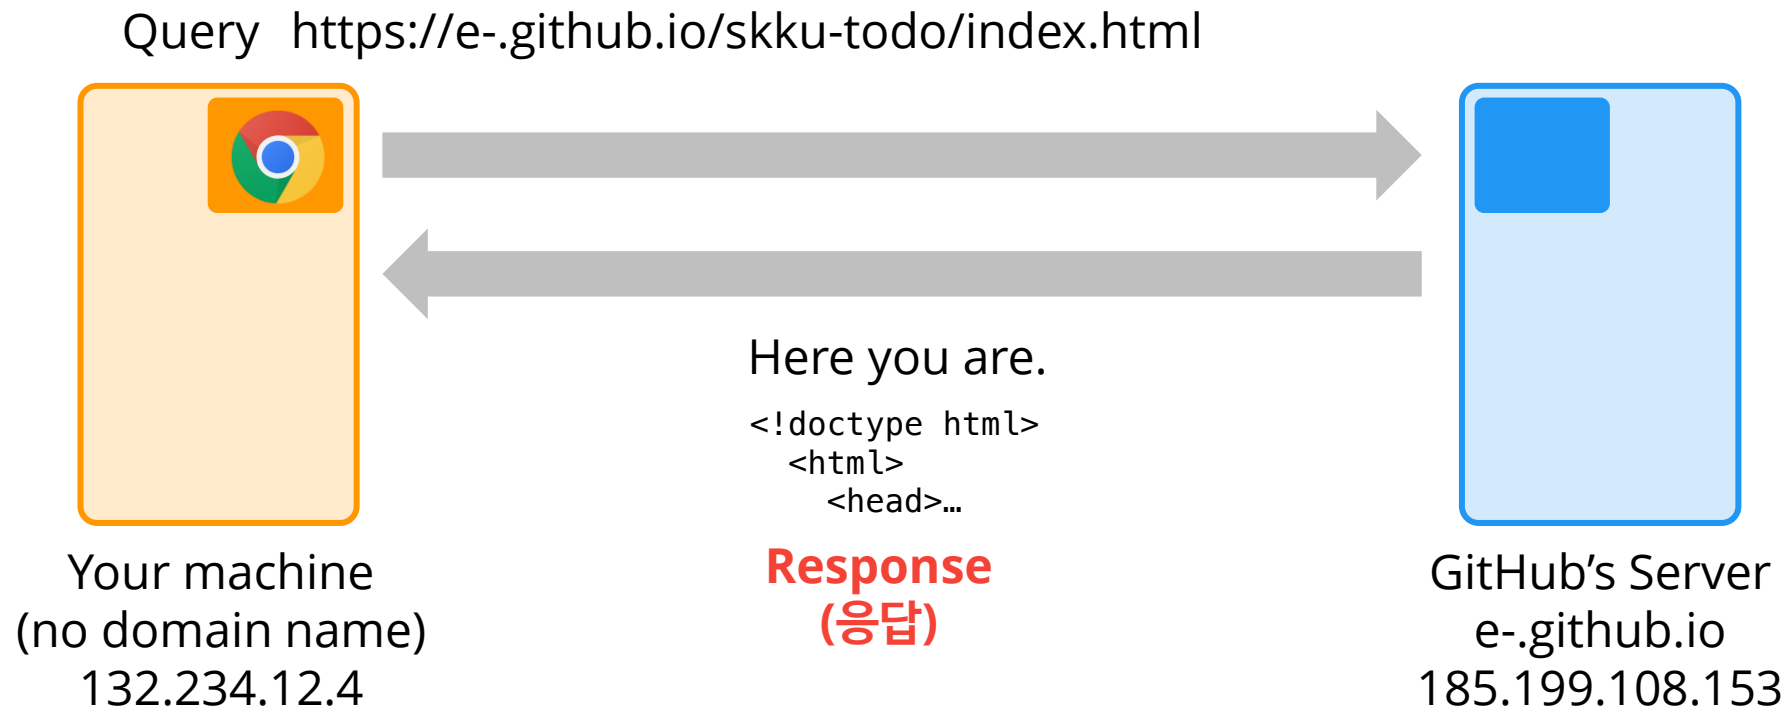 Query https://e-.github.io/skku-todo/index.html
Here you are.
<!doctype html>
<html>
<head>…
Response
(응답)
Your machine
(no domain name)
132.234.12.4
GitHub’s Server
e-.github.io
185.199.108.153